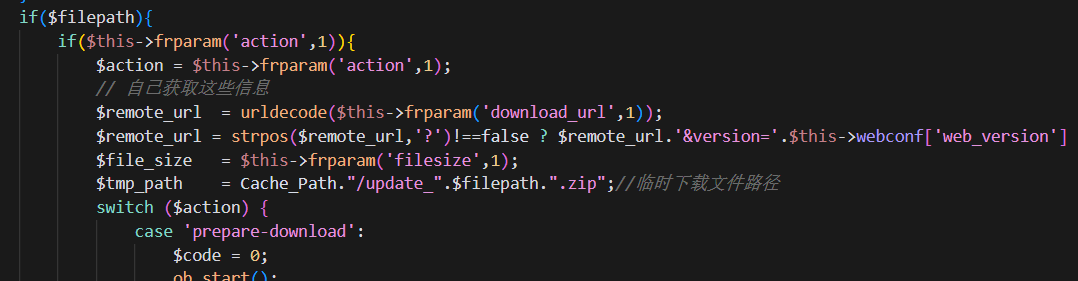 if($filepath){
if($this->frparam('action',1)){
$action = $this->frparam('action',1);
// 自己获取这些信息
$remote_url  = urldecode($this->frparam('download_url',1));
$remote_url = strpos($remote_url,'?')!==false ? $remote_url.'&version='.$this->webconf['web_version']
$file_size   = $this->frparam('filesize',1);
$tmp_path    = Cache_Path."/update_".$filepath.".zip";//临时下载文件路径
switch ($action) {
case 'prepare-download':
$code = 0;
ob_start();